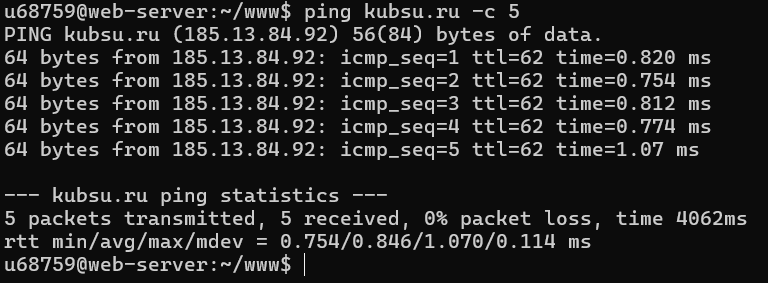 u68759@web-server:~/www$ ping kubsu.ru -c 5
PING kubsu.ru (185.13.84.92) 56(84) bytes of data.
64 bytes from 185.13.84.92: icmp_seq=1 ttl=62 time=0.820 ms
64 bytes from 185.13.84.92: icmp_seq=2 ttl=62 time=0.754 ms
64 bytes from 185.13.84.92: icmp_seq=3 ttl=62 time=0.812 ms
64 bytes from 185.13.84.92: icmp_seq=4 ttl=62 time=0.774 ms
64 bytes from 185.13.84.92: icmp_seq=5 ttl=62 time=1.07 ms

--- kubsu.ru ping statistics ---
5 packets transmitted, 5 received, 0% packet loss, time 4062ms
rtt min/avg/max/mdev = 0.754/0.846/1.070/0.114 ms
u68759@web-server:~/www$